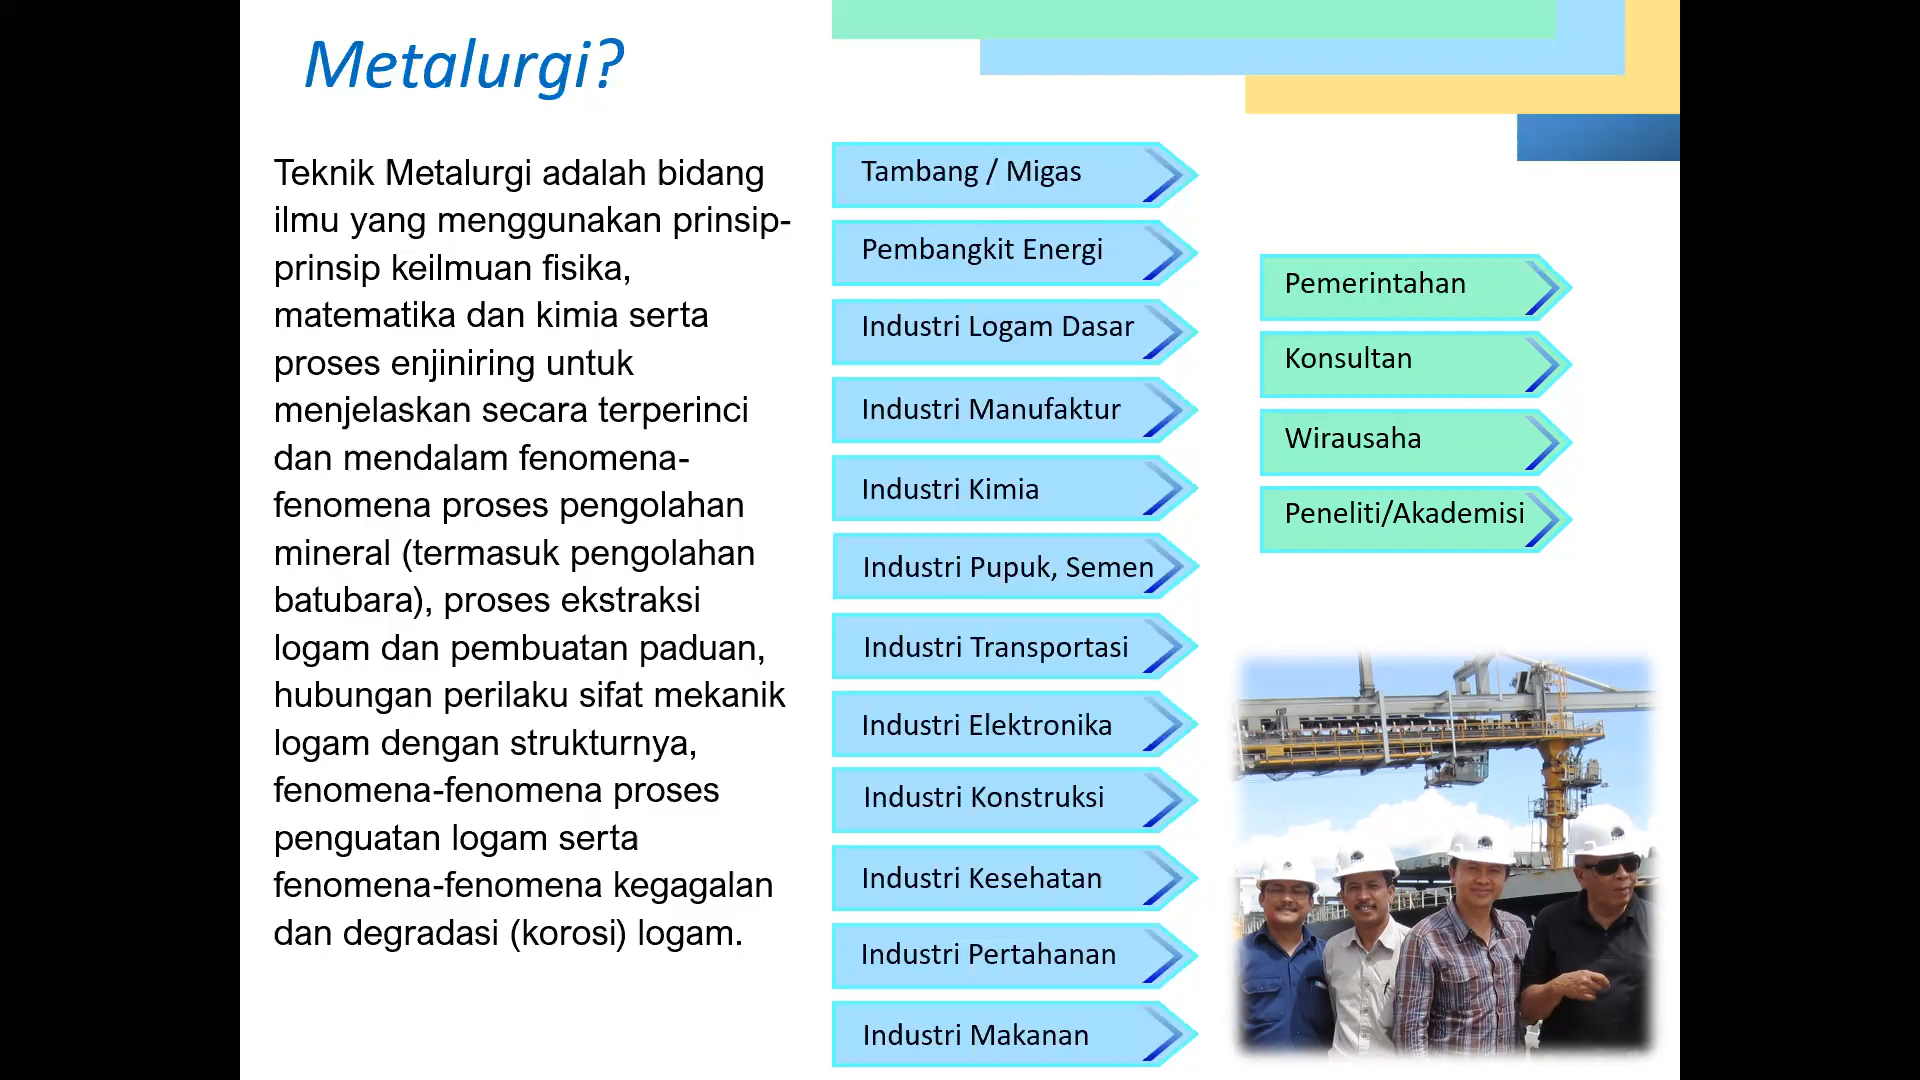 Metalurgi?
Teknik Metalurgi adalah bidang
ilmu yang menggunakan prinsip-
prinsip keilmuan fisika,
matematika dan kimia serta
proses enjiniring untuk
menjelaskan secara terperinci
dan mendalam fenomena-
fenomena proses pengolahan
mineral (termasuk pengolahan
batubara), proses ekstraksi
logam dan pembuatan paduan,
hubungan perilaku sifat mekanik
logam dengan strukturnya,
fenomena-fenomena proses
penguatan logam serta
fenomena-fenomena kegagalan
dan degradasi (korosi) logam.
Tambang / Migas
Pembangkit Energi
Industri Logam Dasar
Industri Manufaktur
Industri Kimia
Industri Pupuk, Semen
Industri Transportasi
Industri Elektronika
Industri Konstruksi
Industri Kesehatan
Industri Pertahanan
Industri Makanan
Pemerintahan
Konsultan
Wirausaha
Peneliti/Akademisi